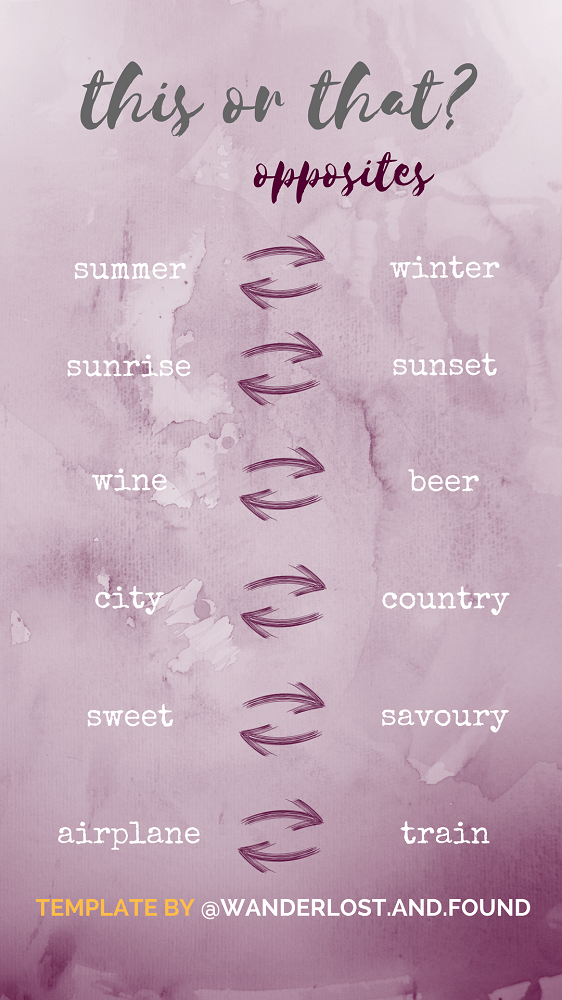 this or that?
opposites
summer winter
sunrise sunset
wine beer
city country
sweet savoury
airplane train
TEMPLATE BY @WANDERLOST.AND.FOUND